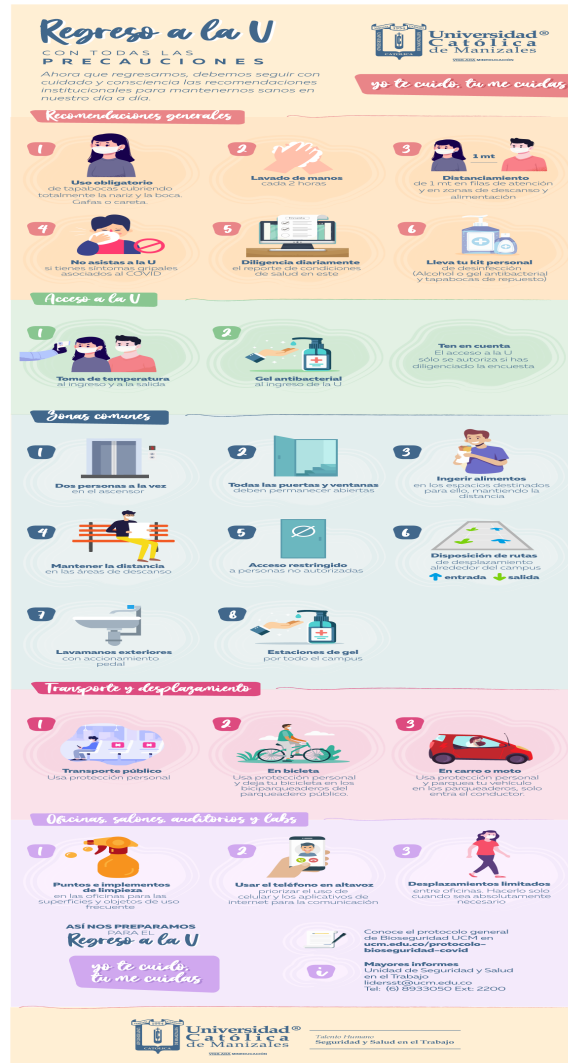 Regreso a la U
CON TODAS LAS
PRECAUCIONES
Ahora que regresamos, debemos seguir con
cuidado y consciencia las recomendaciones
institucionales para mantenernos sanos en
nuestro día a día.
Universidad®
Católica
de Manizales
yo te cuido, tu me cuidas
Recomendaciones generales
1
Uso obligatorio
de tapabocas cubriendo
totalmente la nariz y la boca.
Gafas o careta.
2
Lavado de manos
cada 2 horas
3
1 mt
Distanciamiento
de 1 mt en filas de atención
y en zonas de descanso y
alimentación
4
No asistas a la U
si tienes síntomas gripales
asociados al COVID
5
Diligencia diariamente
el reporte de condiciones
de salud en este
6
Lleva tu kit personal
de desinfección
(Alcohol o gel antibacterial
y tapabocas de repuesto)
Acceso a la U
1
Toma de temperatura
al ingreso y a la salida
2
Gel antibacterial
al ingreso de la U
Ten en cuenta
El acceso a la U
sólo se autoriza si has
diligenciado la encuesta
Zonas comunes
1
Dos personas a la vez
en el ascensor
2
Todas las puertas y ventanas
deben permanecer abiertas
3
Ingerir alimentos
en los espacios destinados
para ello, mantiendo la
distancia
4
Mantener la distancia
en las áreas de descanso
5
Acceso restringido
a personas no autorizadas
6
Disposición de rutas
de desplazamiento
alrededor del campus
entrada salida
7
Lavamanos exteriores
con accionamiento
pedal
8
Estaciones de gel
por todo el campus
Transporte y desplazamiento
1
Transporte público
Usa protección personal
2
En bicleta
Usa protección personal
y deja tu bicicleta en los
biciparqueaderos del
parqueadero público.
3
En carro o moto
Usa protección personal
y parquea tu vehículo
en los parqueaderos, solo
entra el conductor.
Oficinas, salones, auditorios y labs
1
Puntos e implementos
de limpieza
en las oficinas para las
superficies y objetos de uso
frecuente
2
Usar el teléfono en altavoz
priorizar el uso de
celular y los aplicativos de
internet para la comunicación
3
Desplazamientos limitados
entre oficinas. Hacerlo solo
cuando sea absolutamente
necesario
ASÍ NOS PREPARAMOS
PARA EL
Regreso a la U
yo te cuido,
tu me cuidas
Conoce el protocolo general
de Bioseguridad UCM en
ucm.edu.co/protocolo-
bioseguridad-covid
i
Mayores informes
Unidad de Seguridad y Salud
en el Trabajo
lidersst@ucm.edu.co
Tel: (6) 8933050 Ext: 2200
Universidad®
Católica
de Manizales
Talento Humano
Seguridad y Salud en el Trabajo